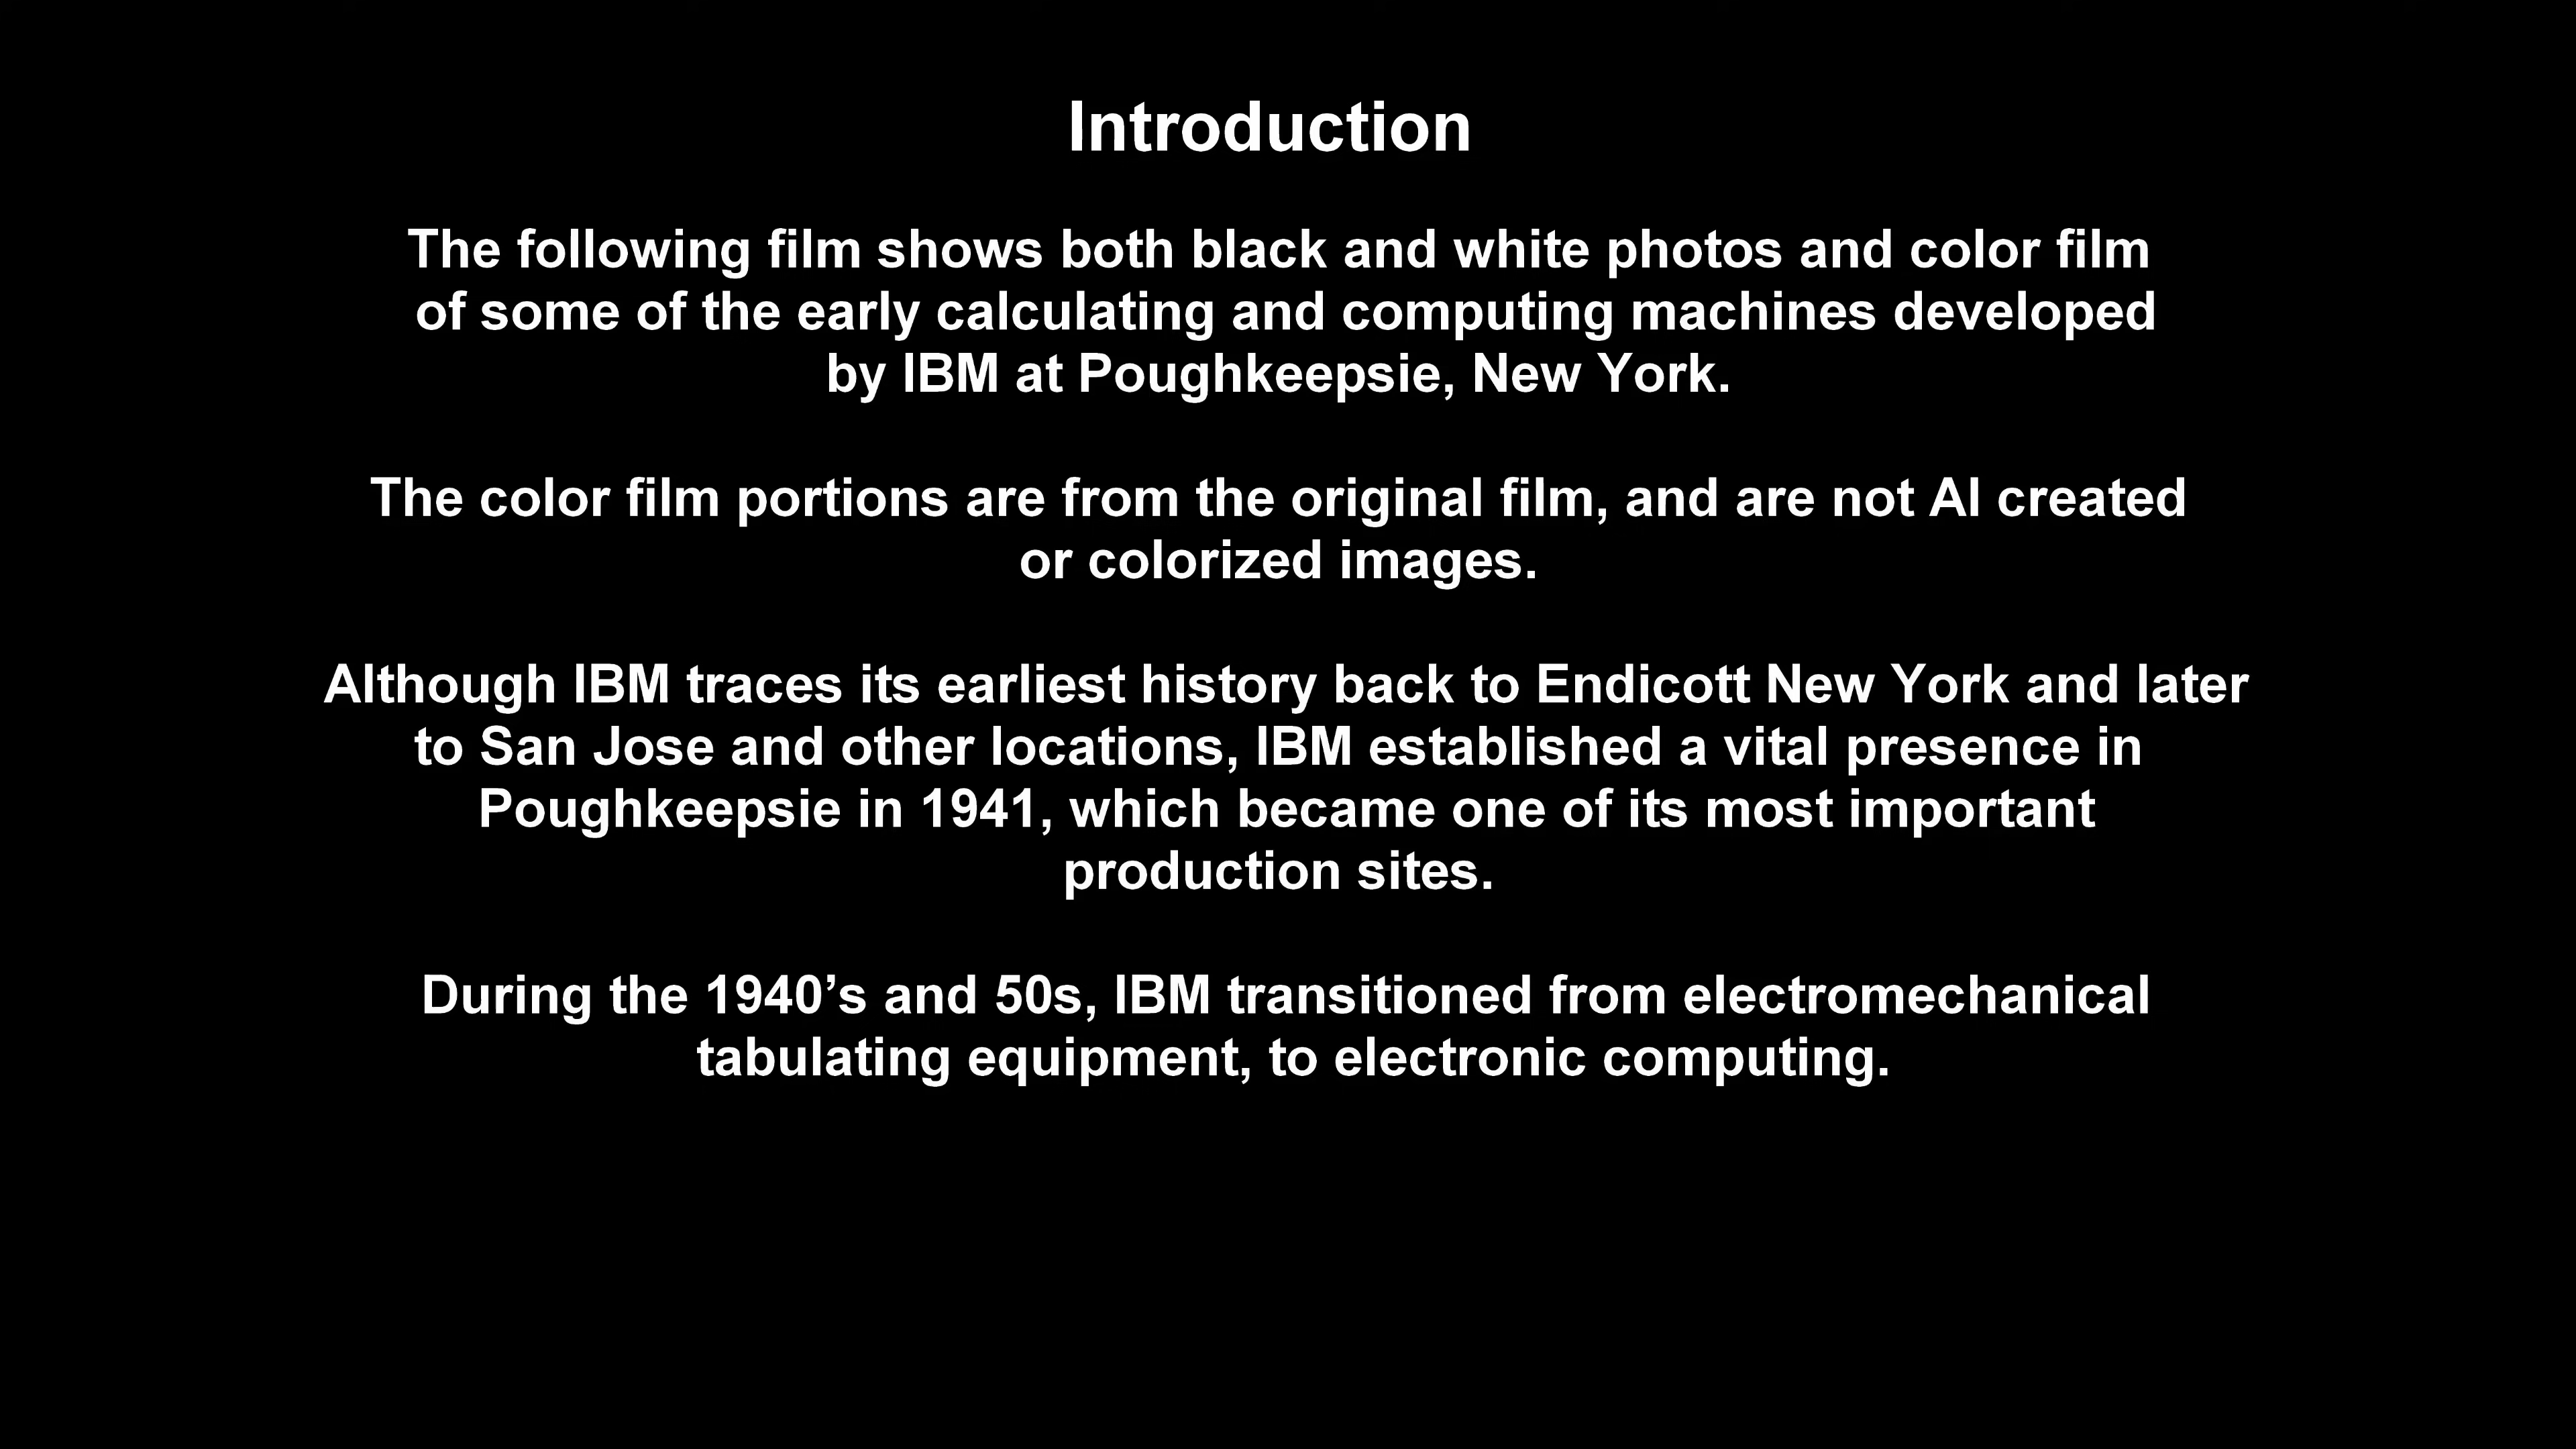 Introduction
The following film shows both black and white photos and color film
of some of the early calculating and computing machines developed
by IBM at Poughkeepsie, New York.
The color film portions are from the original film, and are not AI created
or colorized images.
Although IBM traces its earliest history back to Endicott New York and later
to San Jose and other locations, IBM established a vital presence in
Poughkeepsie in 1941, which became one of its most important
production sites.
During the 1940’s and 50s, IBM transitioned from electromechanical
tabulating equipment, to electronic computing.